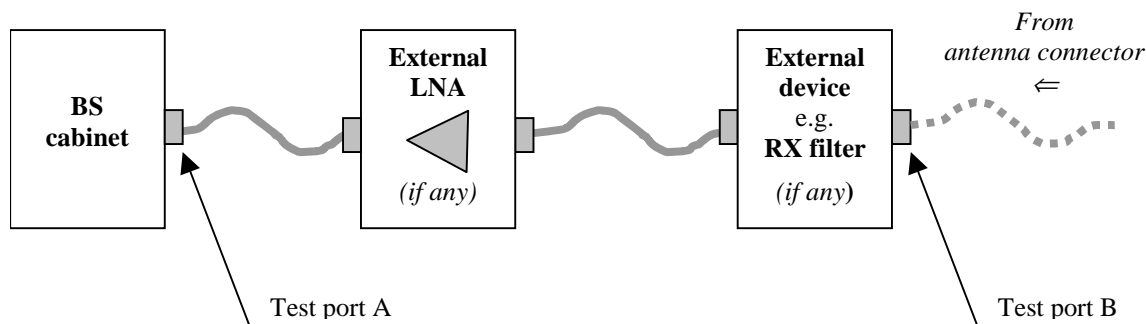 BS
cabinet
External
LNA
(if any)
External
device
e.g.
RX filter
(if any)
From
antenna connector
⇐
Test port A
Test port B